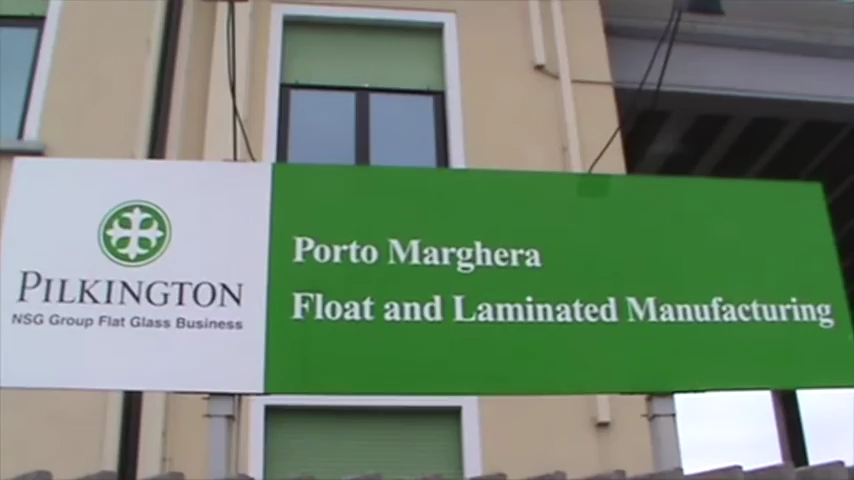 PILKINGTON
NSG Group Flat Glass Business
Porto Marghera
Float and Laminated Manufacturing